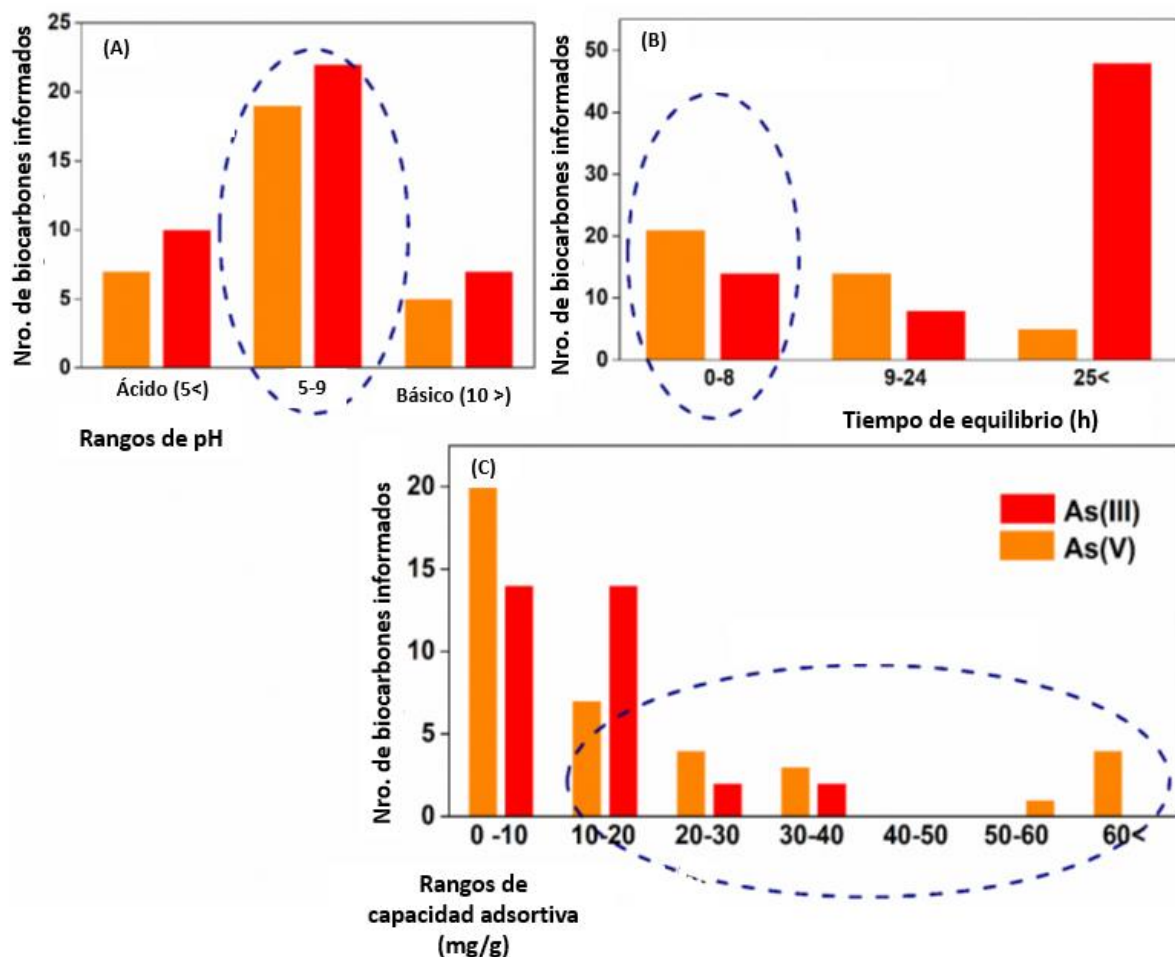 (A)
Nro. de biocarbones informados
25
20
15
10
5
0
Ácido (5<) 5-9 Básico (10 >)
Rangos de pH
(B)
Nro. de biocarbones informados
50
40
30
20
10
0
0-8 9-24 25<
Tiempo de equilibrio (h)
(C)
Nro. de biocarbones informados
20
15
10
5
0
As(III)
As(V)
0 -10 10-20 20-30 30-40 40-50 50-60 60<
Rangos de
capacidad adsortiva
(mg/g)